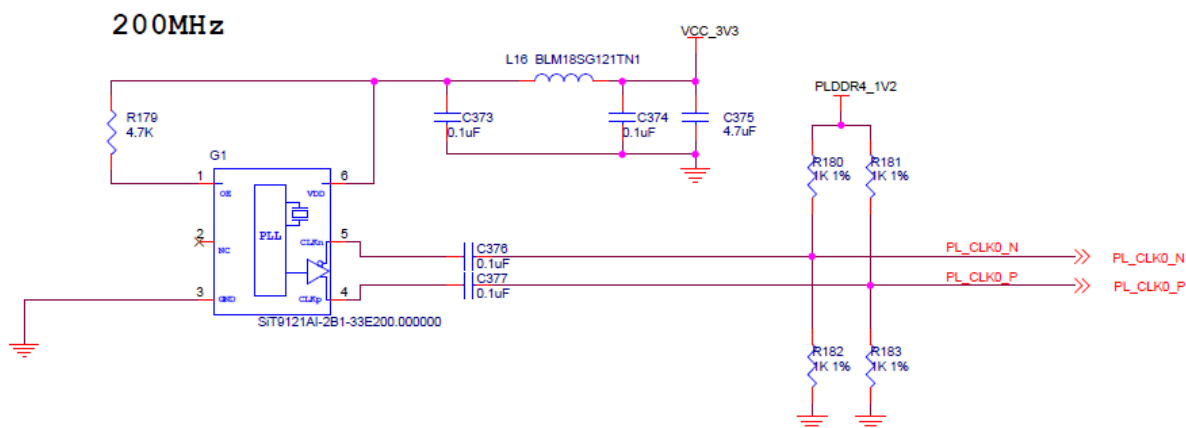 200MHz
VCC_3V3
L16 BLM18SG121TN1
PLDDR4_1V2
R179
4.7K
C373
0.1uF
C374
0.1uF
C375
4.7uF
G1
R180
1K 1%
R181
1K 1%
1
OE
VDD
6
2
NC
PLL
CLKn
5
C376
0.1uF
PL_CLK0_N
PL_CLK0_N
3
GND
CLKp
4
C377
0.1uF
PL_CLK0_P
PL_CLK0_P
SiT9121AI-2B1-33E200.000000
R182
1K 1%
R183
1K 1%